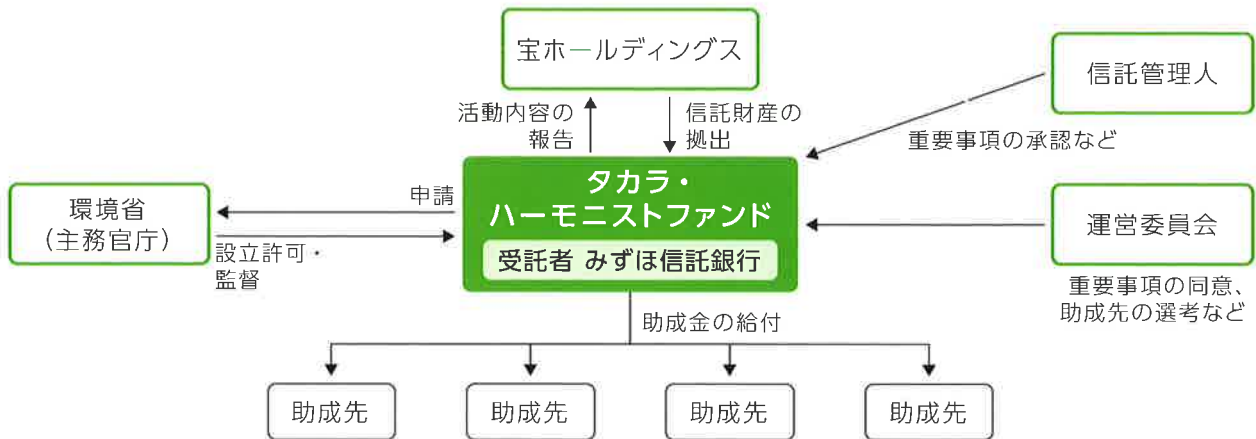 宝ホールディングス
信託管理人
活動内容の
報告
信託財産の
拠出
重要事項の承認など
タカラ・
ハーモニストファンド
受託者 みずほ信託銀行
環境省
（主務官庁）
申請
設立許可・
監督
運営委員会
重要事項の同意、
助成先の選考など
助成金の給付
助成先
助成先
助成先
助成先